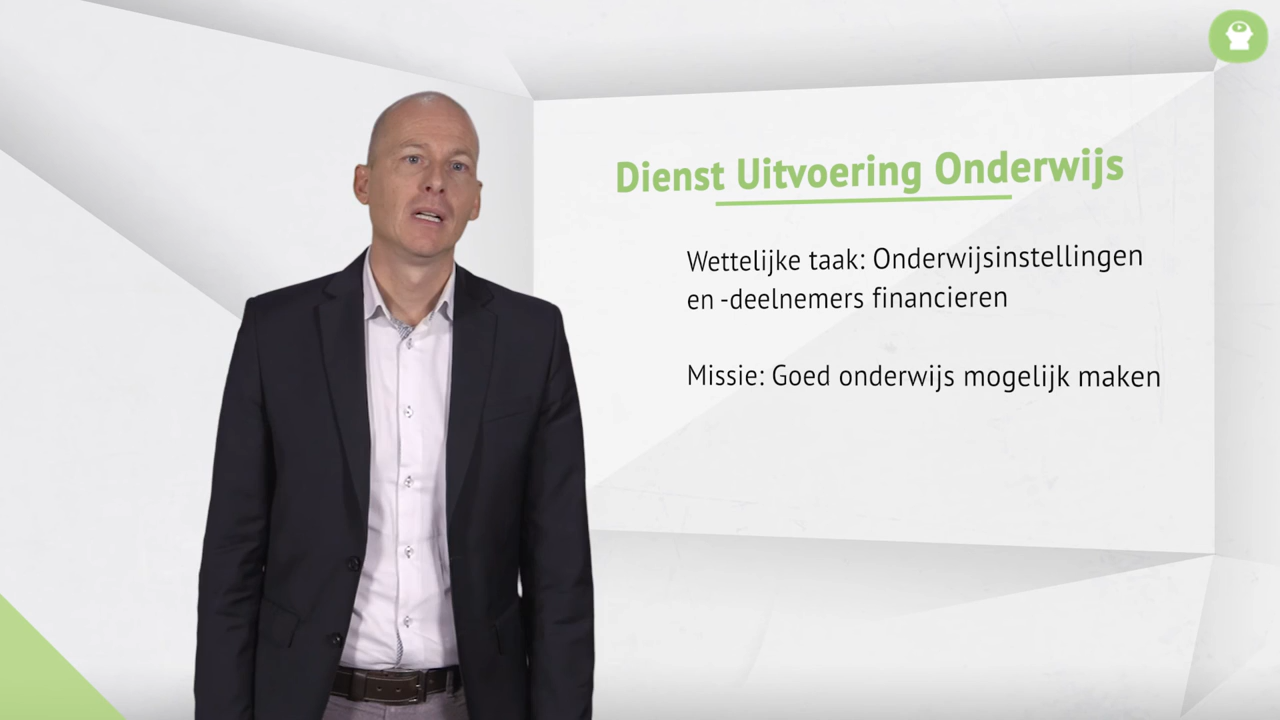 Dienst Uitvoering Onderwijs
Wettelijke taak: Onderwijsinstellingen
en -deelnemers financieren
Missie: Goed onderwijs mogelijk maken